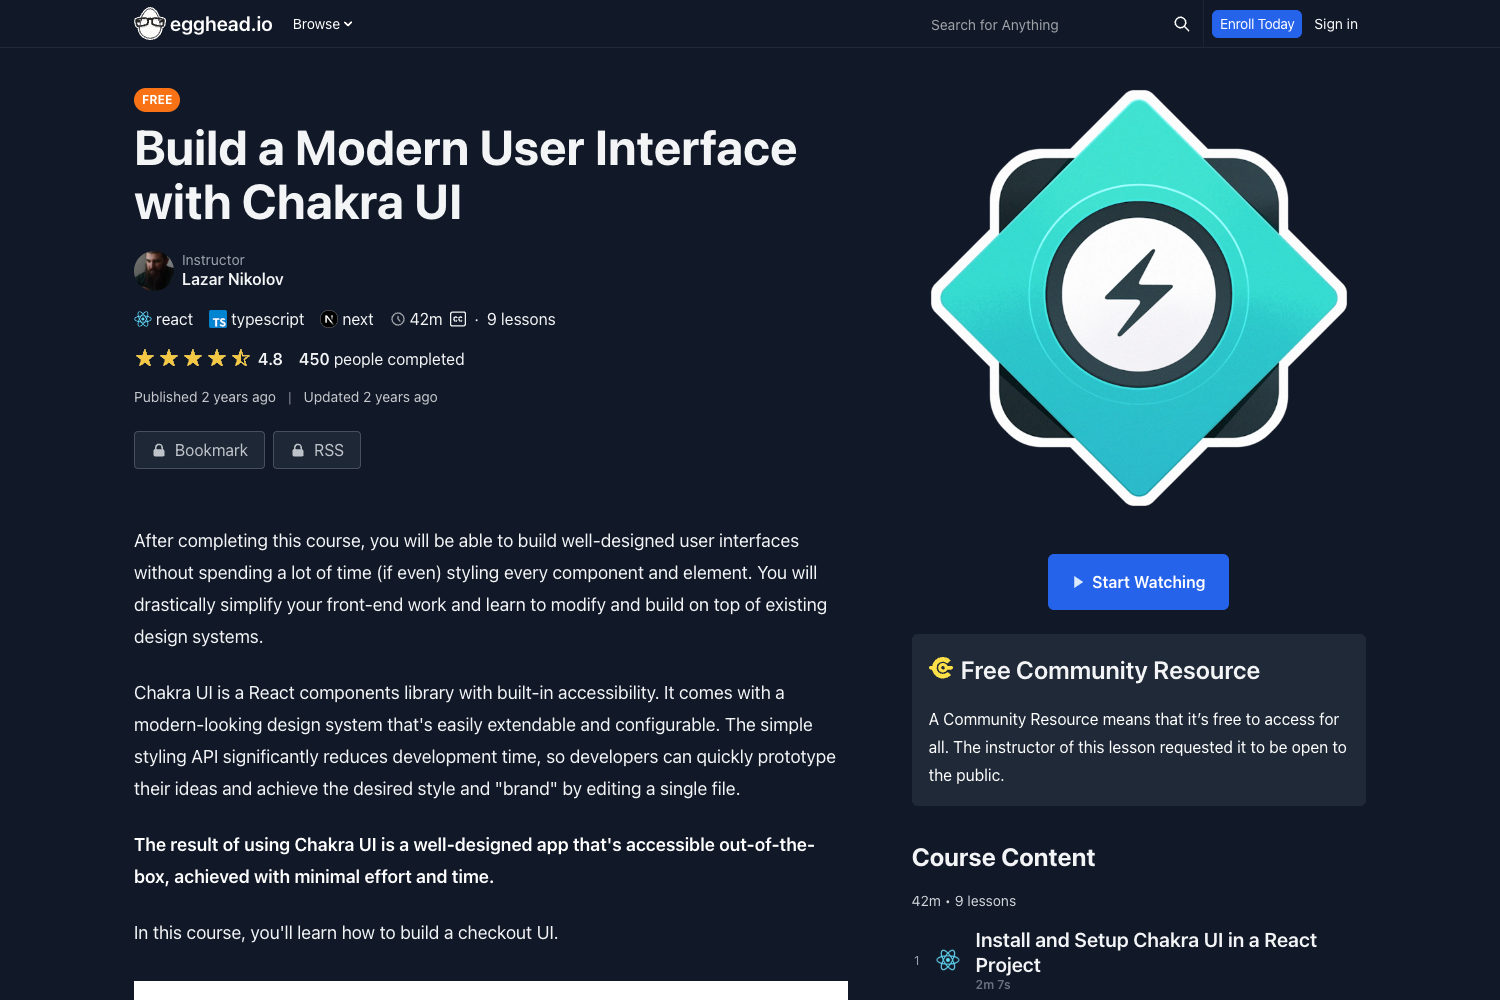 egghead.io
Browse
Search for Anything
Enroll Today
Sign in
FREE
Build a Modern User Interface
with Chakra UI
Instructor
Lazar Nikolov
react
TS typescript
N next
42m CC · 9 lessons
4.8 450 people completed
Published 2 years ago | Updated 2 years ago
Bookmark
RSS
After completing this course, you will be able to build well-designed user interfaces
without spending a lot of time (if even) styling every component and element. You will
drastically simplify your front-end work and learn to modify and build on top of existing
design systems.
Chakra UI is a React components library with built-in accessibility. It comes with a
modern-looking design system that's easily extendable and configurable. The simple
styling API significantly reduces development time, so developers can quickly prototype
their ideas and achieve the desired style and "brand" by editing a single file.
The result of using Chakra UI is a well-designed app that's accessible out-of-the-
box, achieved with minimal effort and time.
In this course, you'll learn how to build a checkout UI.
Start Watching
Free Community Resource
A Community Resource means that it’s free to access for
all. The instructor of this lesson requested it to be open to
the public.
Course Content
42m • 9 lessons
1
Install and Setup Chakra UI in a React
Project
2m 7s